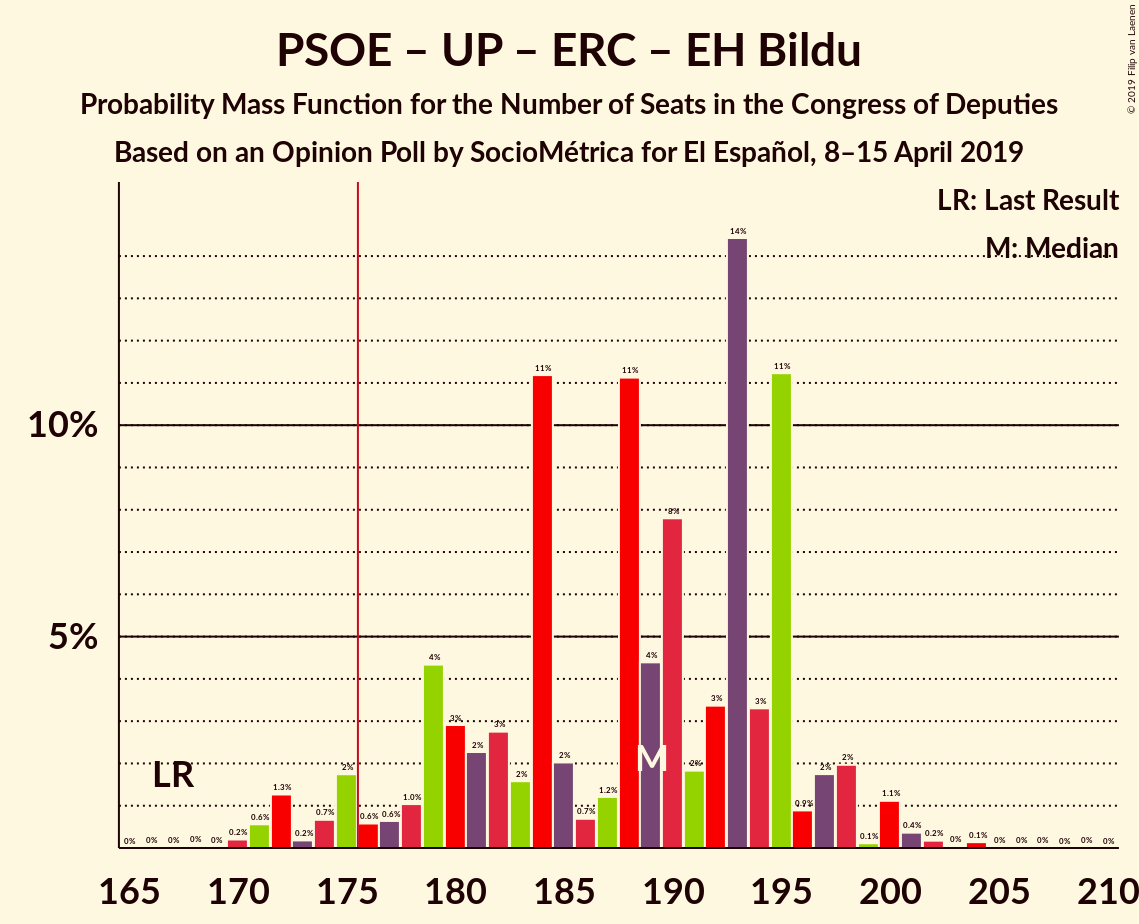 PSOE – UP – ERC – EH Bildu
Probability Mass Function for the Number of Seats in the Congress of Deputies
Based on an Opinion Poll by SocioMétrica for El Español, 8–15 April 2019
© 2019 Filip van Laenen
LR: Last Result
M: Median
10%
5%
LR
M
0% 0% 0% 0% 0% 0.2% 0.6% 1.3% 0.2% 0.7% 2% 0.6% 0.6% 1.0% 4% 3% 2% 3% 2% 11% 2% 0.7% 1.2% 11% 4% 8% 2% 3% 14% 3% 11% 0.9% 2% 2% 0.1% 1.1% 0.4% 0.2% 0% 0.1% 0% 0% 0% 0% 0% 0%
165 170 175 180 185 190 195 200 205 210